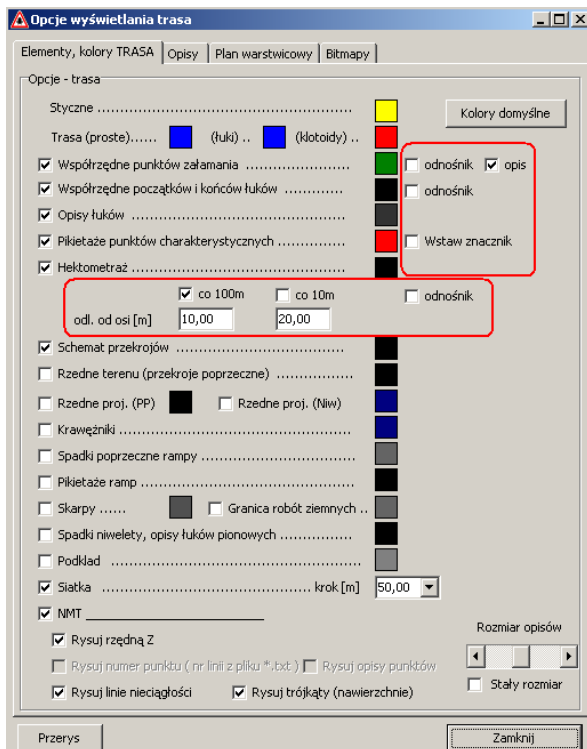 Opcje wyświetlania trasa
Elementy, kolory TRASA Opisy Plan warstwicowy Bitmapy
Opcje - trasa
Styczne ........................................................ Kolory domyślne
Trasa (proste)...... (łuki) .. (klotoidy) ..
Współrzędne punktów załamania odnośnik opis
Współrzędne początków i końców łuków ............. odnośnik
Opisy łuków ................................................
Pikietaże punktów charakterystycznych ............. Wstaw znacznik
Hektometraż ................................................
co 100m co 10m odnośnik
odl. od osi [m] 10,00 20,00
Schemat przekrojów .....................................
Rzedne terenu (przekroje poprzeczne) ....................
Rzedne proj. (PP) Rzedne proj. (Niw)
Krawężniki ..................................................
Spadki poprzeczne rampy ...................................
Pikietaże ramp ..............................................
Skarpy ...... Granica robót ziemnych ..
Spadki niwelety, opisy łuków pionowych ................
Podklad ......................................................
Siatka ............................................... krok [m] 50,00
NMT ____________________
Rysuj rzędną Z Rozmiar opisów
Rysuj numer punktu ( nr linii z pliku *.txt ) Rysuj opisy punktów
Rysuj linie nieciągłości Rysuj trójkąty (nawierzchnie) Stały rozmiar
Przerys Zamknij